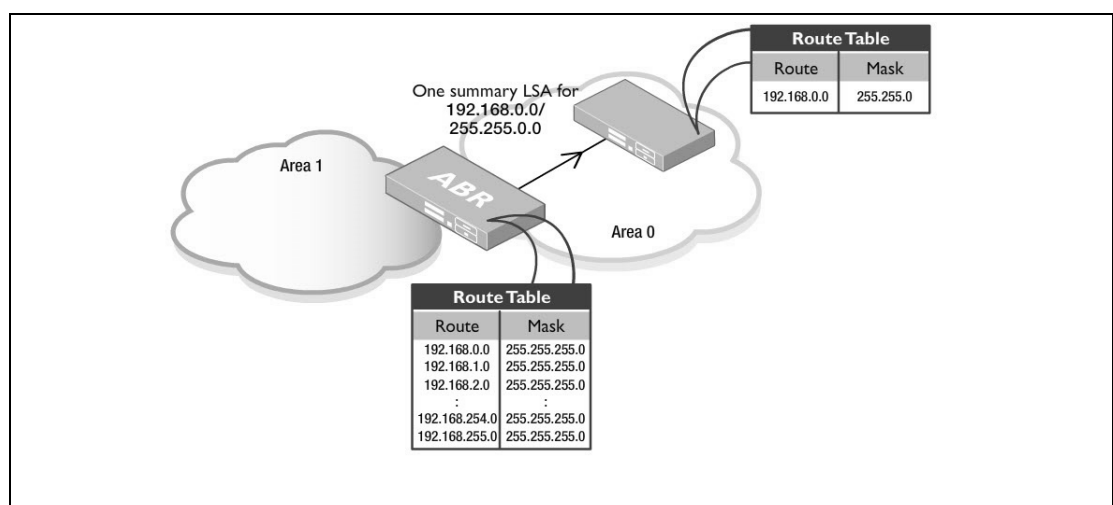 Route Table
Route Mask
192.168.0.0 255.255.0
One summary LSA for
192.168.0.0/
255.255.0.0
Area 1
ABR
Area 0
Route Table
Route Mask
192.168.0.0 255.255.255.0
192.168.1.0 255.255.255.0
192.168.2.0 255.255.255.0
: :
192.168.254.0 255.255.255.0
192.168.255.0 255.255.255.0